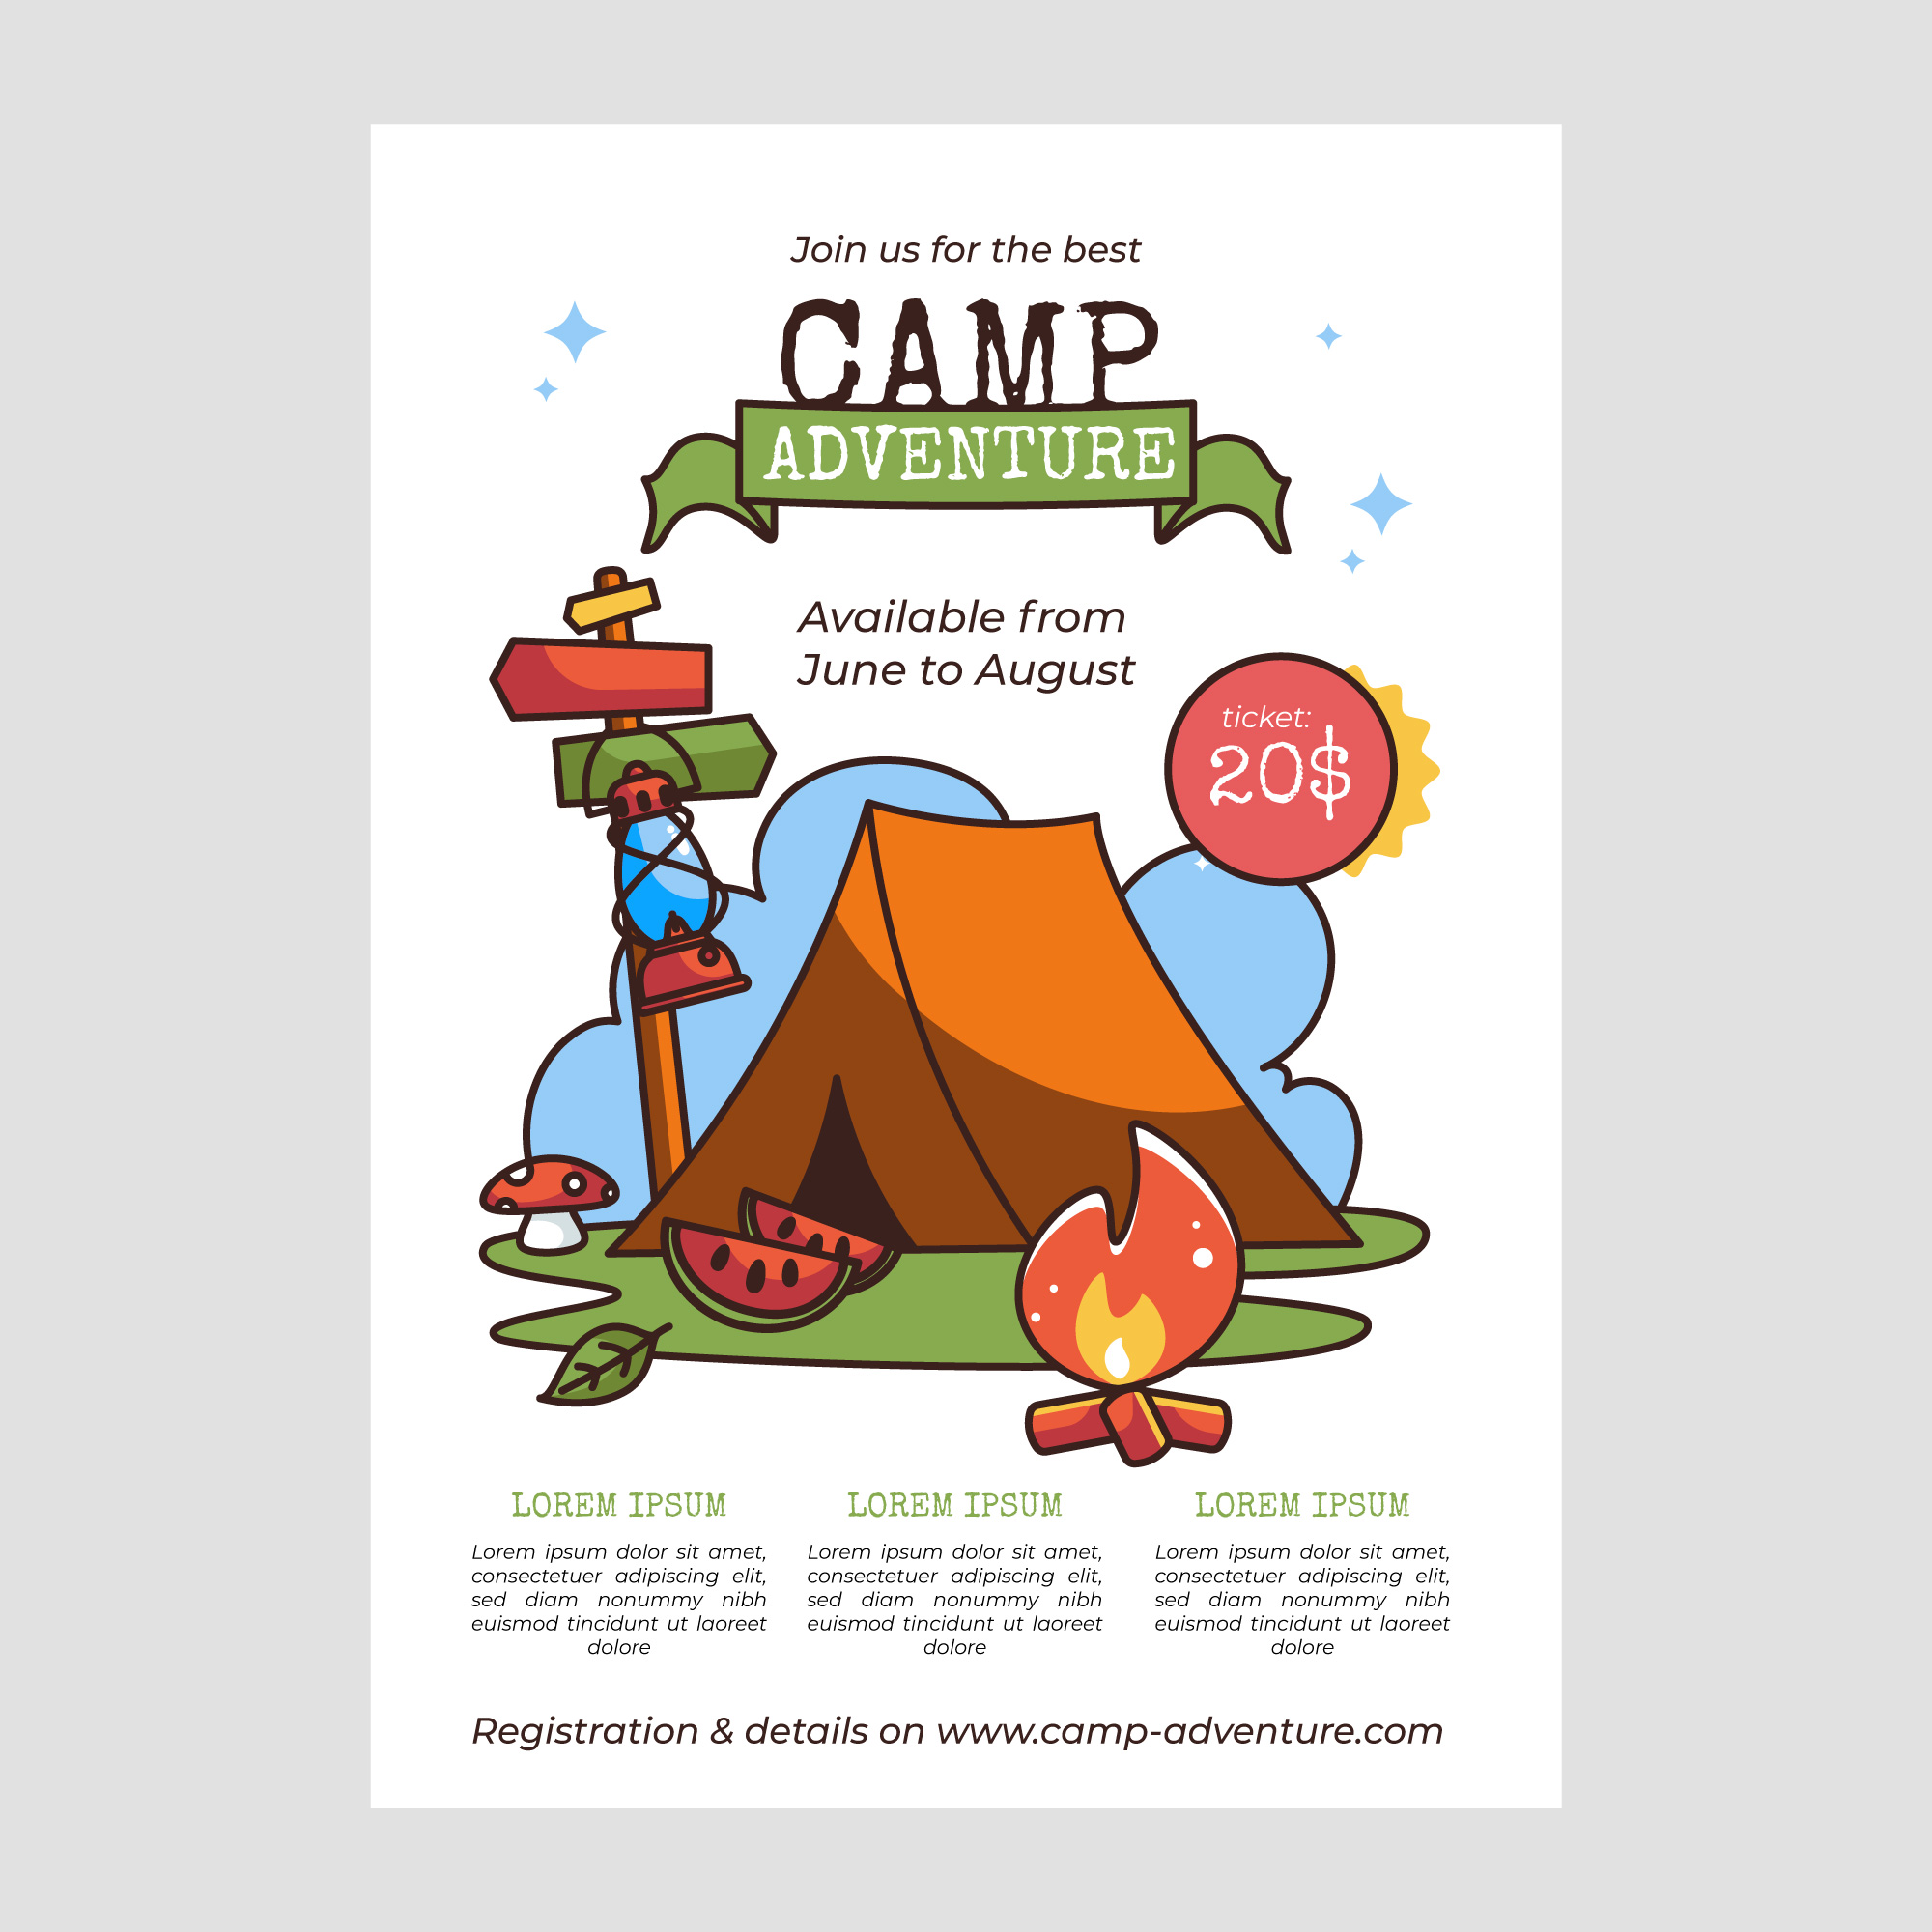 Join us for the best
CAMP
ADVENTURE
Available from
June to August
ticket:
20$
LOREM IPSUM
Lorem ipsum dolor sit amet,
consectetuer adipiscing elit,
sed diam nonummy nibh
euismod tincidunt ut laoreet
dolore
LOREM IPSUM
Lorem ipsum dolor sit amet,
consectetuer adipiscing elit,
sed diam nonummy nibh
euismod tincidunt ut laoreet
dolore
LOREM IPSUM
Lorem ipsum dolor sit amet,
consectetuer adipiscing elit,
sed diam nonummy nibh
euismod tincidunt ut laoreet
dolore
Registration & details on www.camp-adventure.com